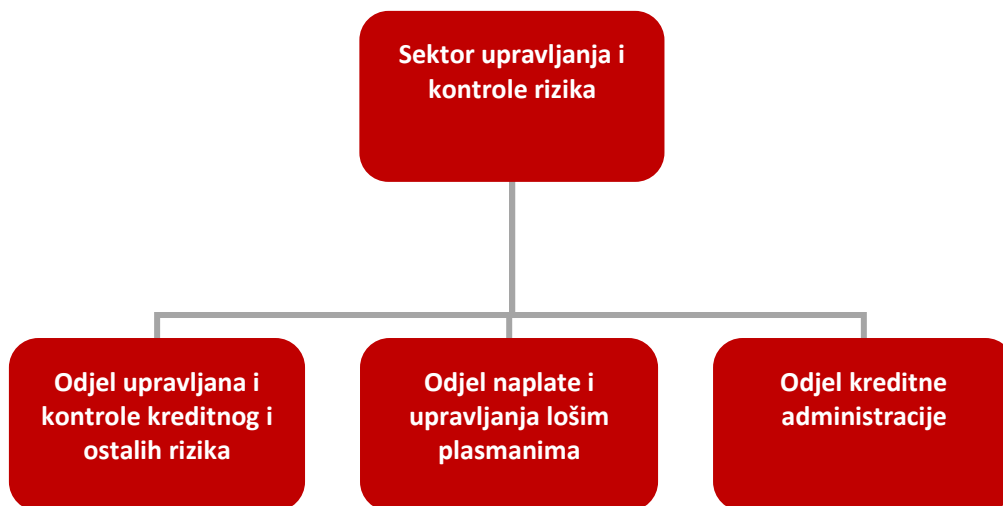 Sektor upravljanja i
kontrole rizika
Odjel upravljana i
kontrole kreditnog i
ostalih rizika
Odjel naplate i
upravljanja lošim
plasmanima
Odjel kreditne
administracije